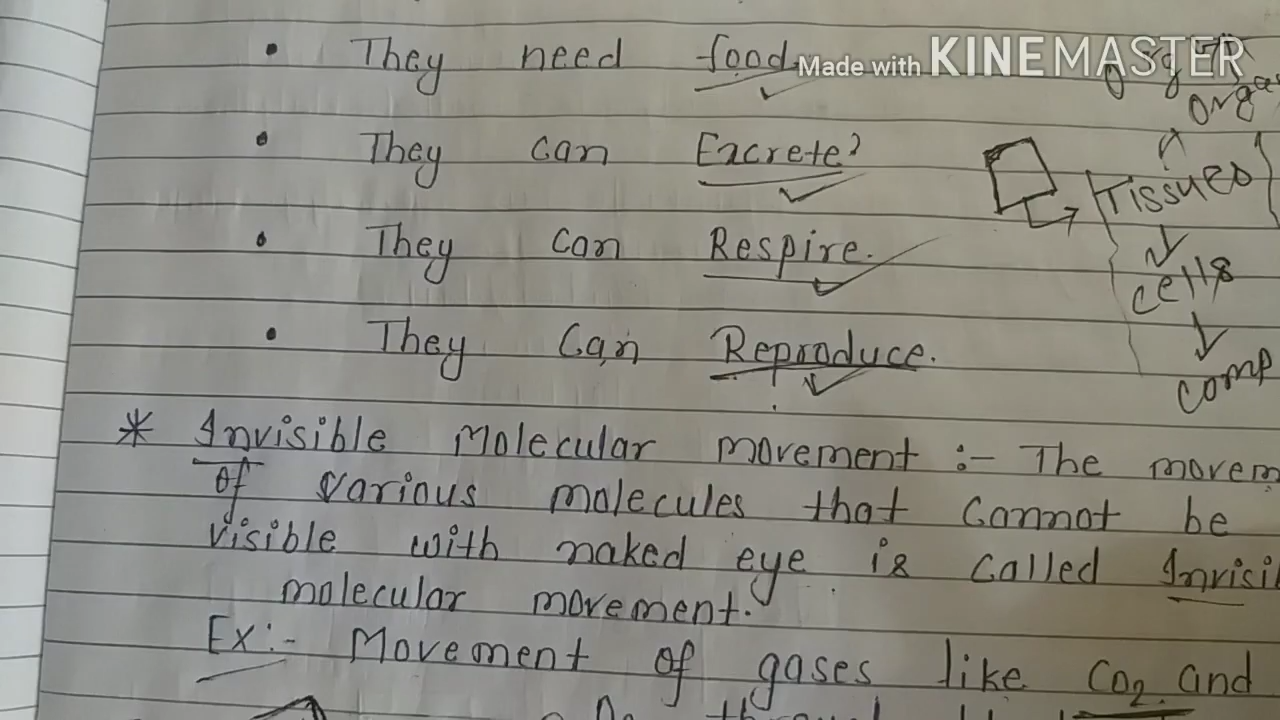 • They need food.
Made with KINEMASTER
• They can Excrete?
Tissues
• They can Respire.
cells
• They Can Reproduce.
comp
* Invisible Molecular movement :- The movem
of various molecules that cannot be
visible with naked eye is called Invisi
molecular movement.
Ex:- Movement of gases like CO2 and